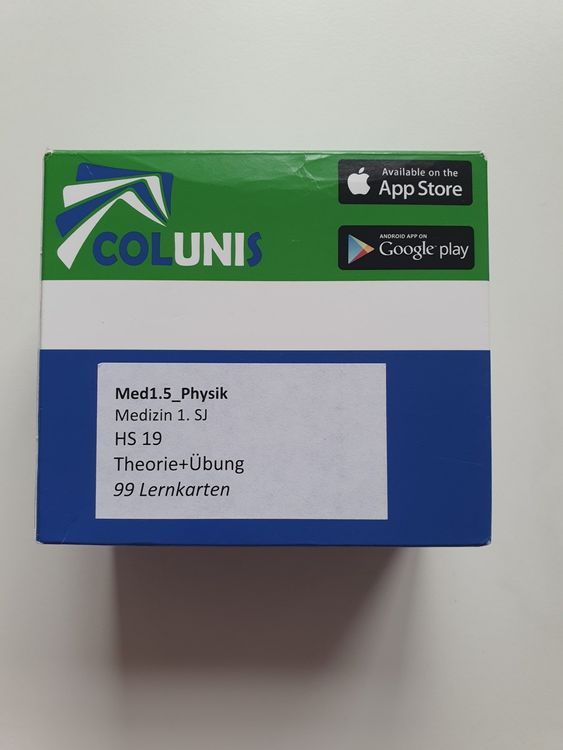 COLUNIS
Available on the
App Store
ANDROID APP ON
Google play
Med1.5_Physik
Medizin 1. SJ
HS 19
Theorie+Übung
99 Lernkarten